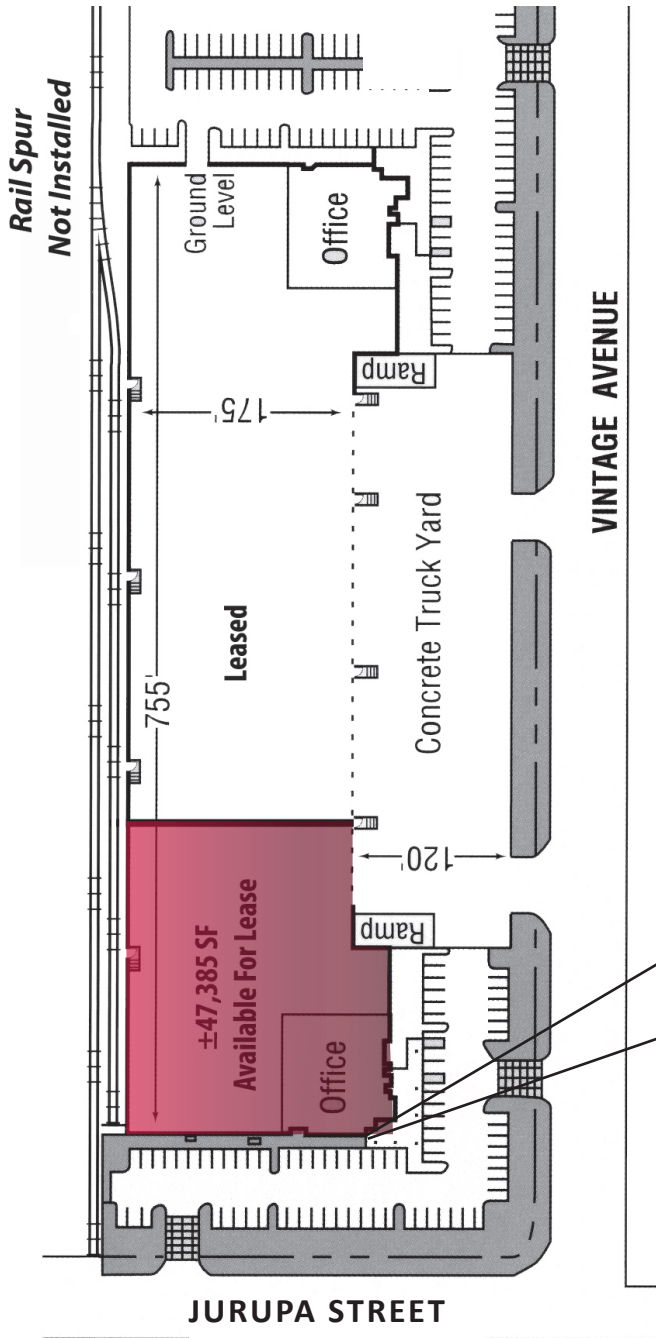 Rail Spur
Not Installed
Ground
Level
Office
Ramp
175'
VINTAGE AVENUE
Concrete Truck Yard
Leased
755'
120'
Ramp
±47,385 SF
Available For Lease
Office
JURUPA STREET